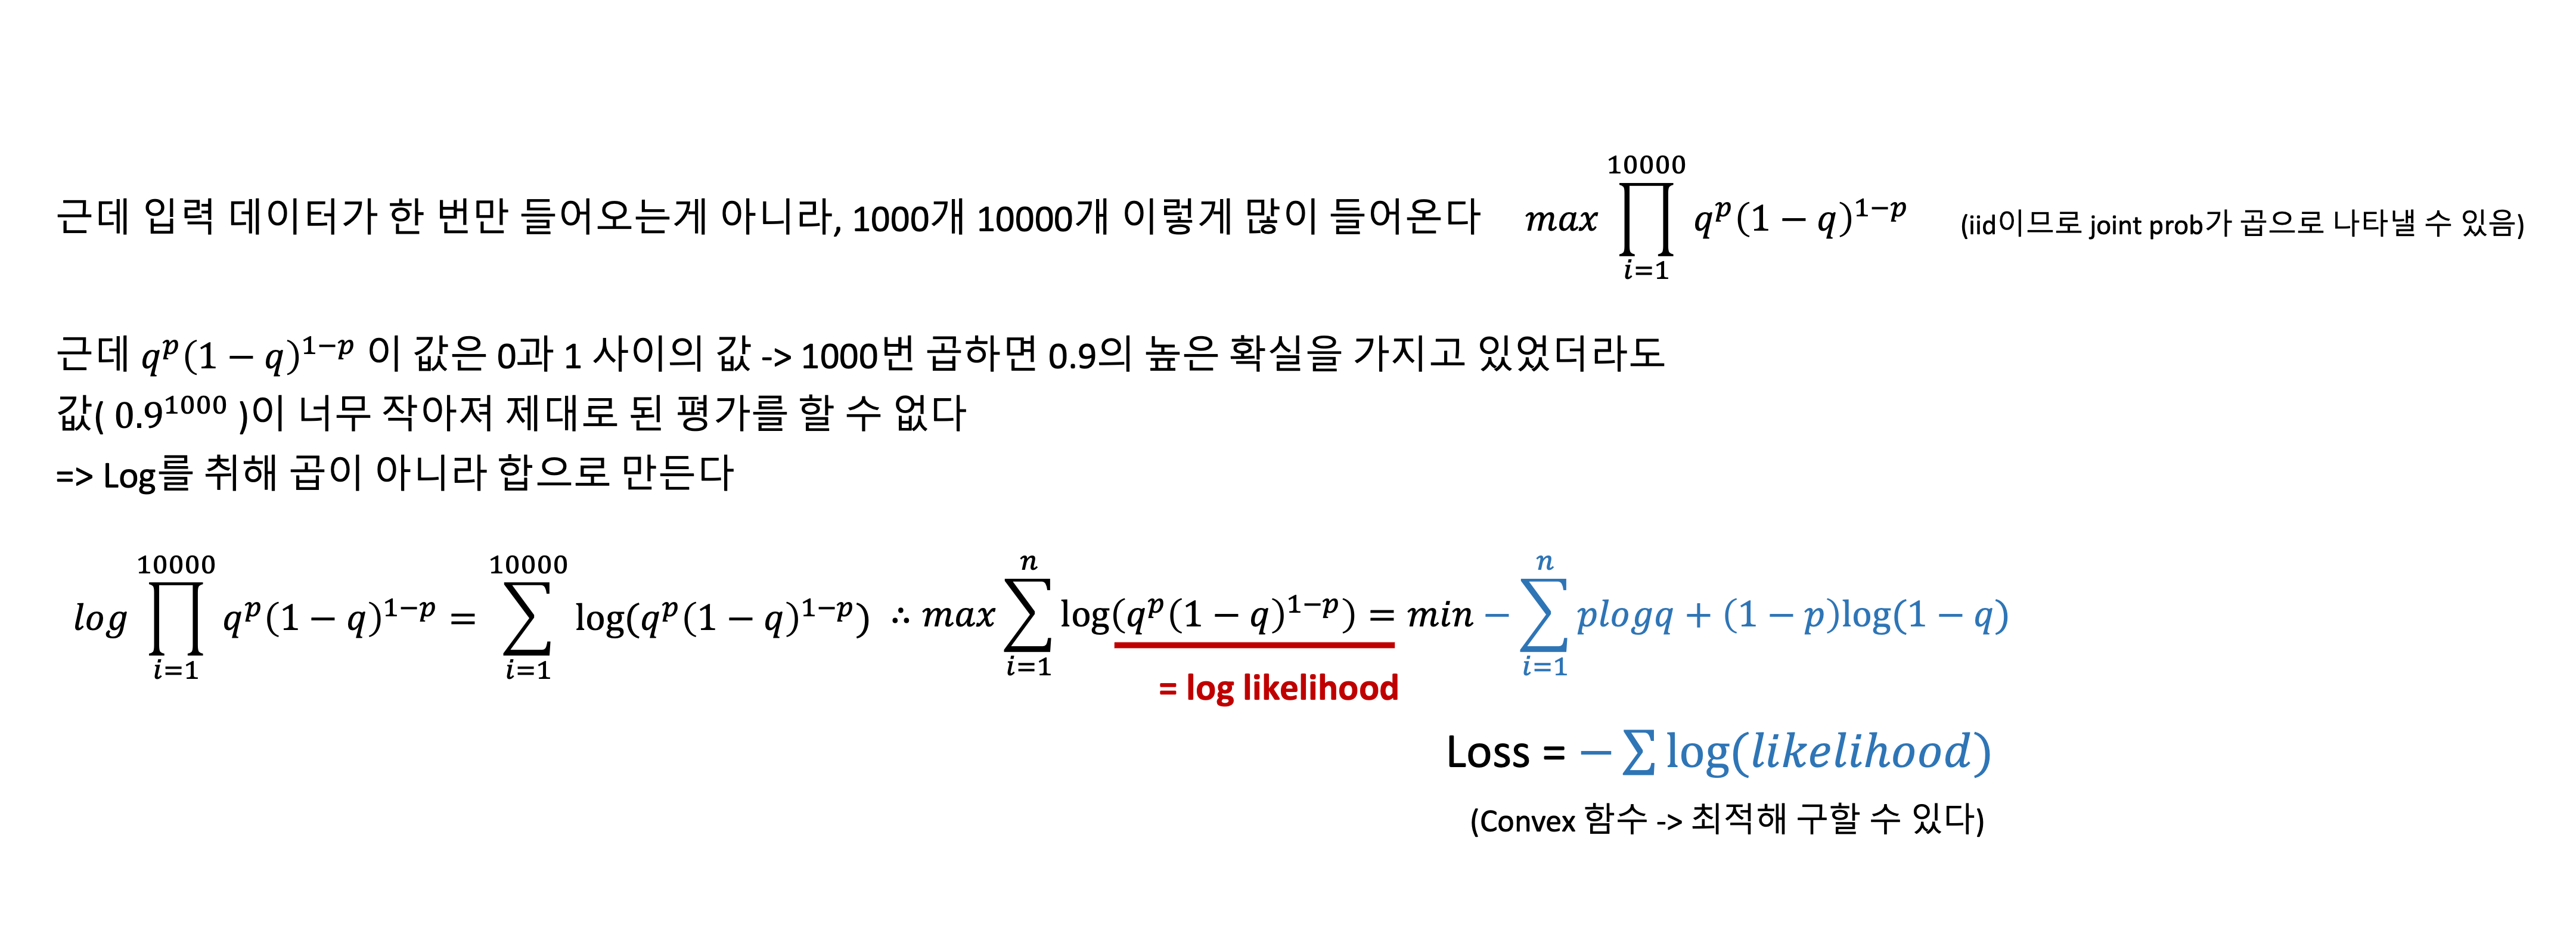 근데 입력 데이터가 한 번만 들어오는게 아니라, 1000개 10000개 이렇게 많이 들어온다 $max \prod_{i=1}^{10000} q^p(1-q)^{1-p}$ (iid이므로 joint prob가 곱으로 나타낼 수 있음)
근데 $q^p(1-q)^{1-p}$ 이 값은 0과 1 사이의 값 -> 1000번 곱하면 0.9의 높은 확실을 가지고 있었더라도
값( $0.9^{1000}$ )이 너무 작아져 제대로 된 평가를 할 수 없다
=> Log를 취해 곱이 아니라 합으로 만든다
$log \prod_{i=1}^{10000} q^p(1-q)^{1-p} = \sum_{i=1}^{10000} \log(q^p(1-q)^{1-p}) \therefore max \sum_{i=1}^{n} \log(q^p(1-q)^{1-p}) = min - \sum_{i=1}^{n} plogq + (1-p)\log(1-q)$
= log likelihood
Loss = $- \sum \log(likelihood)$
(Convex 함수 -> 최적해 구할 수 있다)